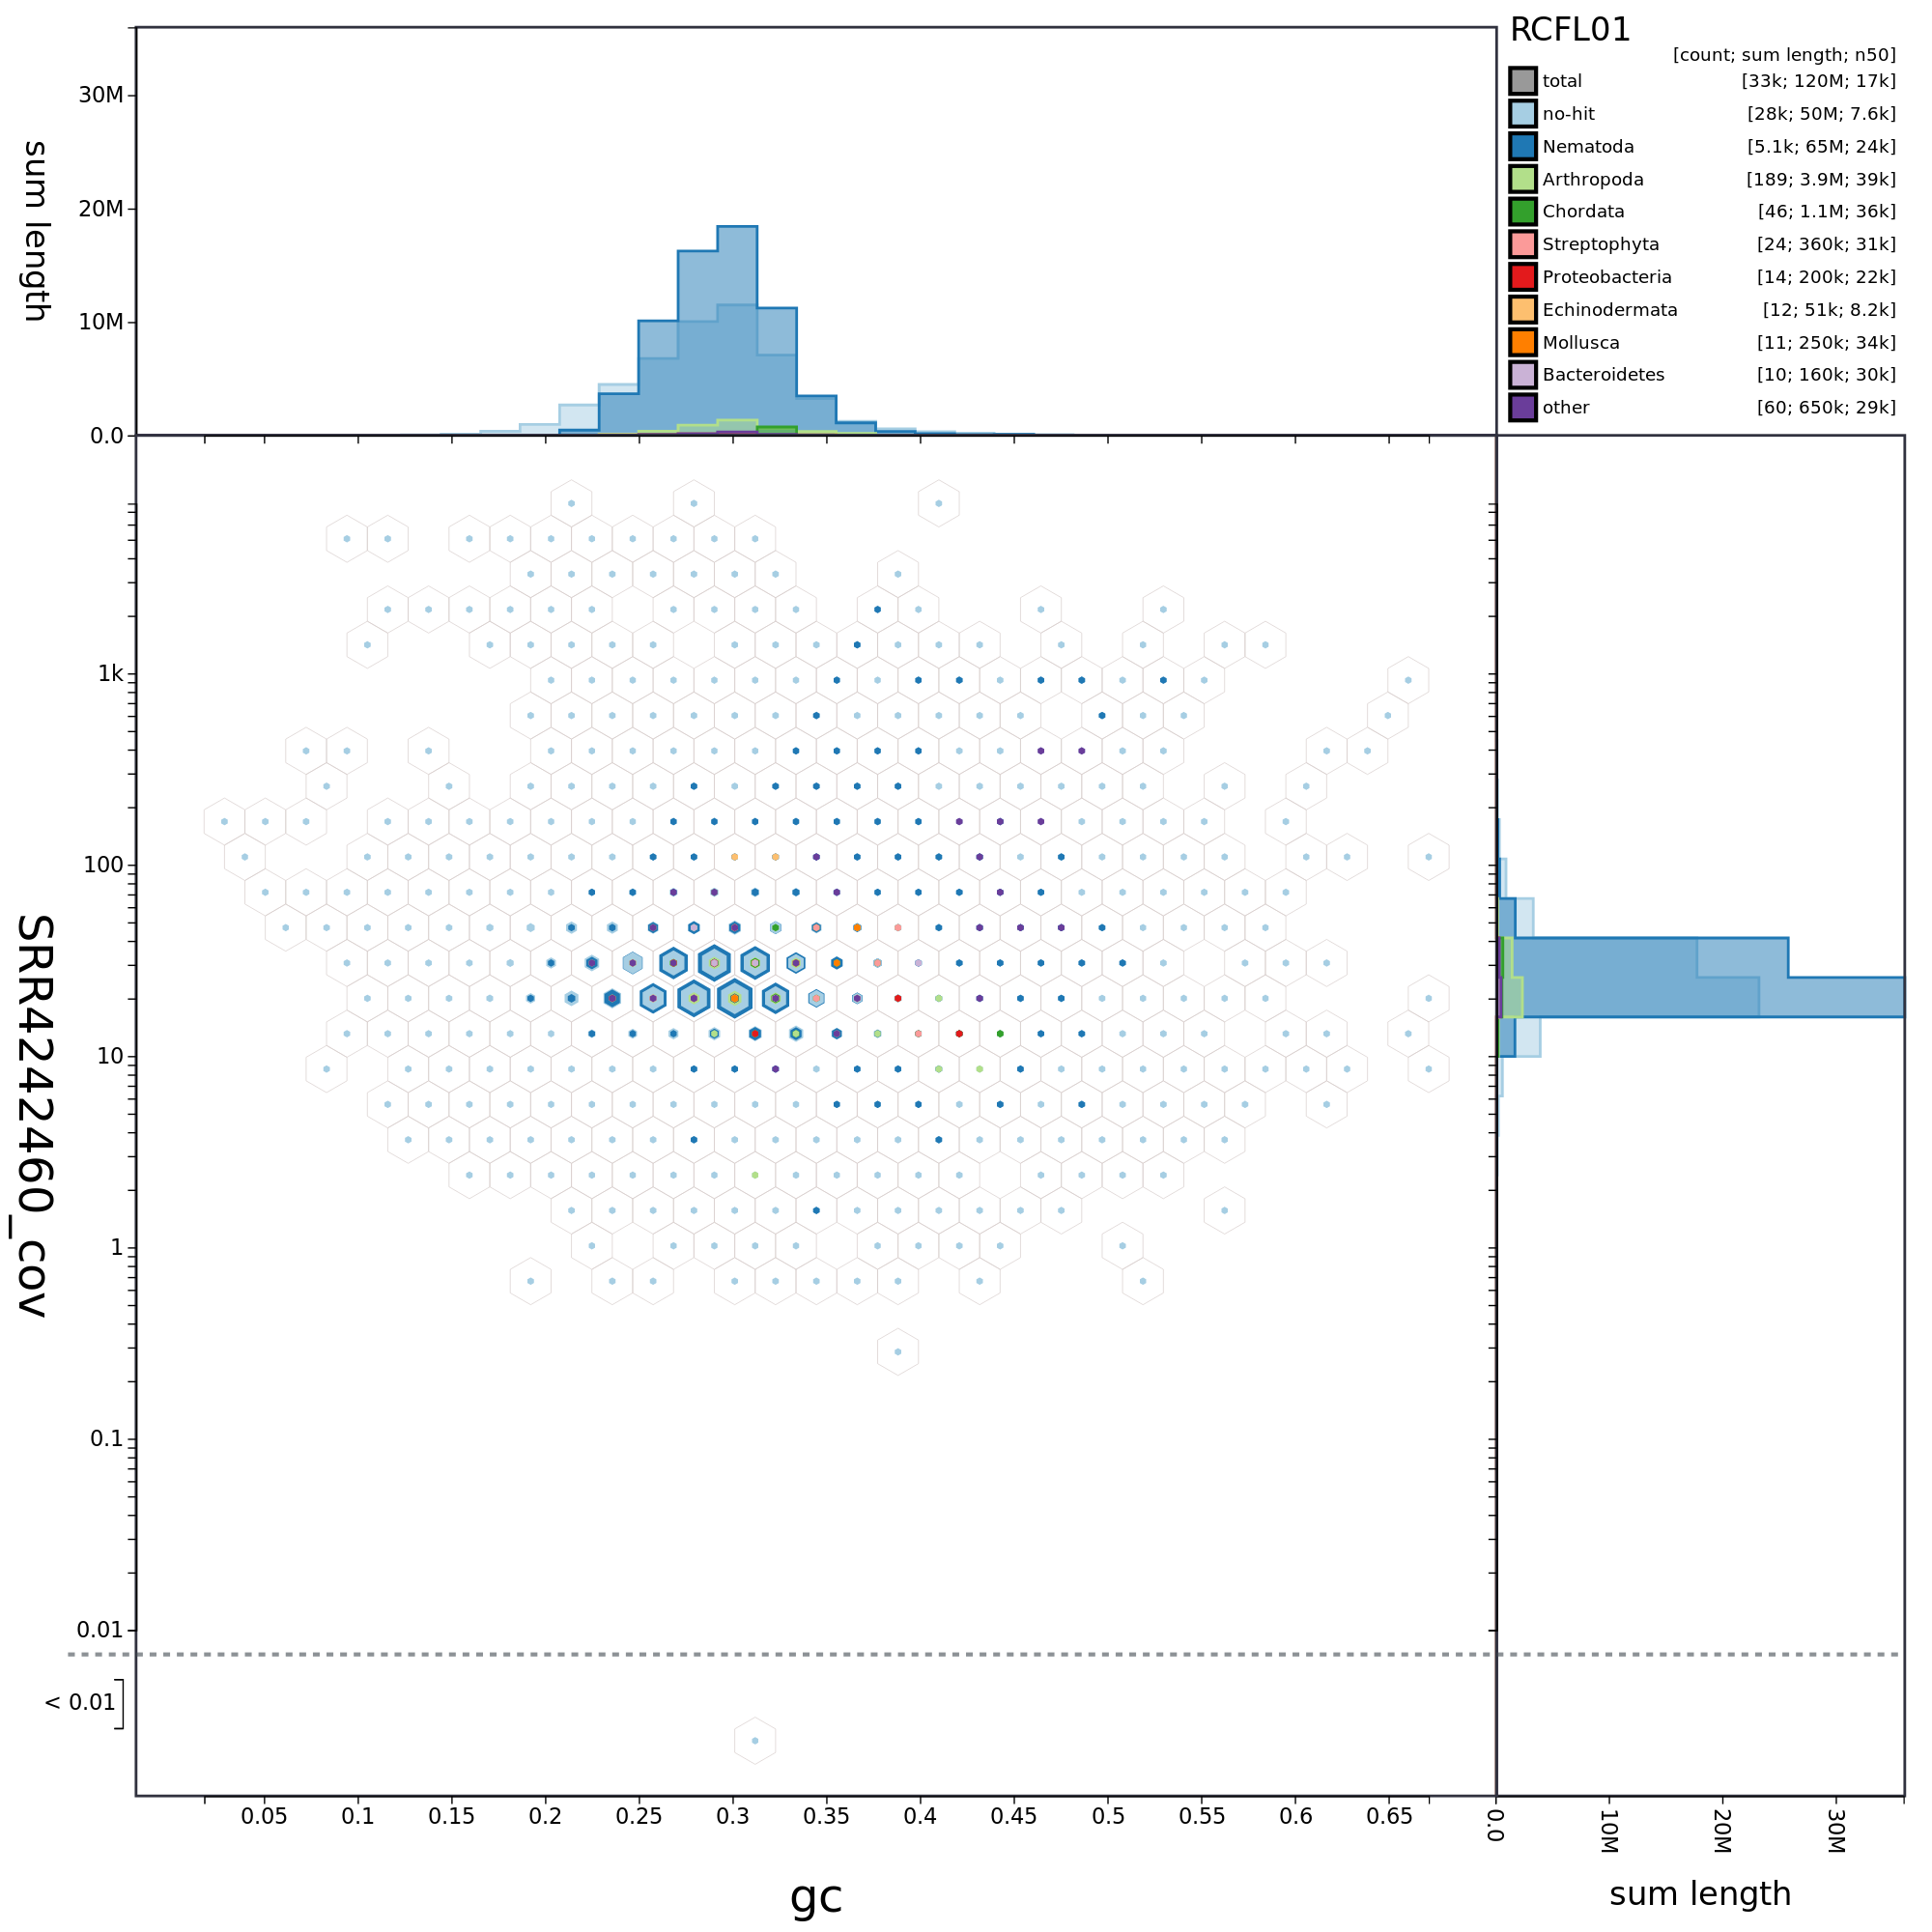 RCFL01
[count; sum length; n50]
total [33k; 120M; 17k]
no-hit [28k; 50M; 7.6k]
Nematoda [5.1k; 65M; 24k]
Arthropoda [189; 3.9M; 39k]
Chordata [46; 1.1M; 36k]
Streptophyta [24; 360k; 31k]
Proteobacteria [14; 200k; 22k]
Echinodermata [12; 51k; 8.2k]
Mollusca [11; 250k; 34k]
Bacteroidetes [10; 160k; 30k]
other [60; 650k; 29k]
sum length
30M
20M
10M
0.0
SRR4242460_cov
1k
100
10
1
0.1
0.01
< 0.01
0.05 0.1 0.15 0.2 0.25 0.3 0.35 0.4 0.45 0.5 0.55 0.6 0.65
gc
0.0 10M 20M 30M
sum length